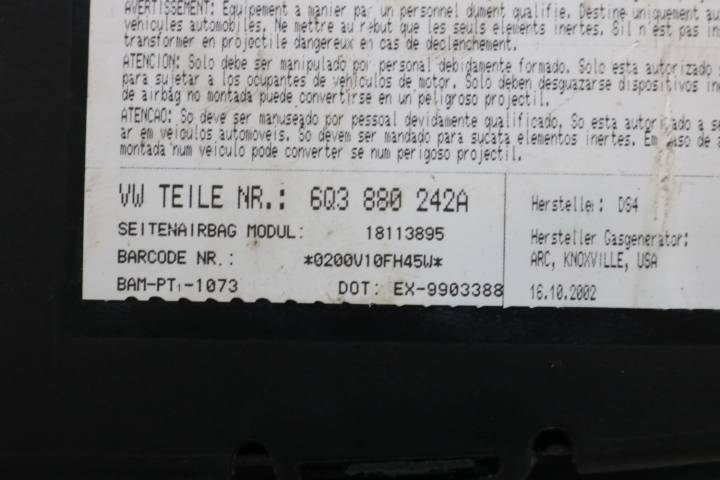 AVERTISSEMENT: Equipement a manier par un personnel dument qualifie. Destine uniquement au
vehicules automobiles. Ne mettre au rebut que les seuls elements inertes. Sil n'est pas ins
transformer en projectile dangereux en cas de declenchement.
ATENCION: Solo debe ser manipulado por personal debidamente formado. Solo esta autorizado
para sujetar a los ocupantes de vehiculos de motor. Solo deben desguazarse dispositivos ine
de airbag no montada puede convertirse en un peligroso projectil.
ATENCAO: So deve ser manuseado por pessoal devidamente qualificado. So esta autorizado a se
ar em veiculos automoveis. So devem ser mandado para sucata elementos inertes. Em caso de a
montada num veiculo pode converter se num perigoso projectil.
VW TEILE NR.: 6Q3 880 242A
SEITENAIRBAG MODUL: 18113895
BARCODE NR.: *0200V10FH45W*
BAM-PT1-1073 DOT: EX-9903388
Hersteller: DS4
Hersteller Gasgenerator:
ARC, KNOXVILLE, USA
16.10.2002